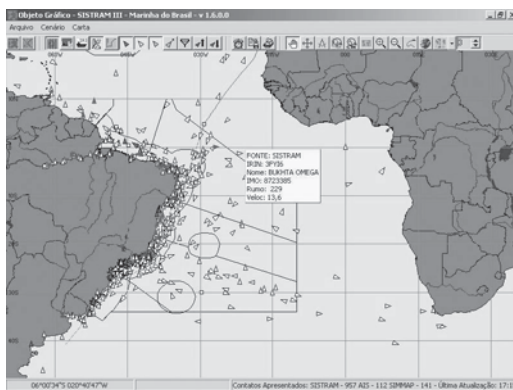 Objeto Gráfico - SISTRAM III - Marinha do Brasil - v 1.6.0.0
Arquivo Cenário Carta
FONTE: SISTRAM
IRIN: 3FYI6
Nome: BUKHTA OMEGA
IMO: 8723385
Rumo: 229
Veloc: 13,6
06°00'34"S 020°40'47"W
Contatos Apresentados: SISTRAM - 957 AIS - 112 SIMMAP - 141 - Última Atualização: 17:1